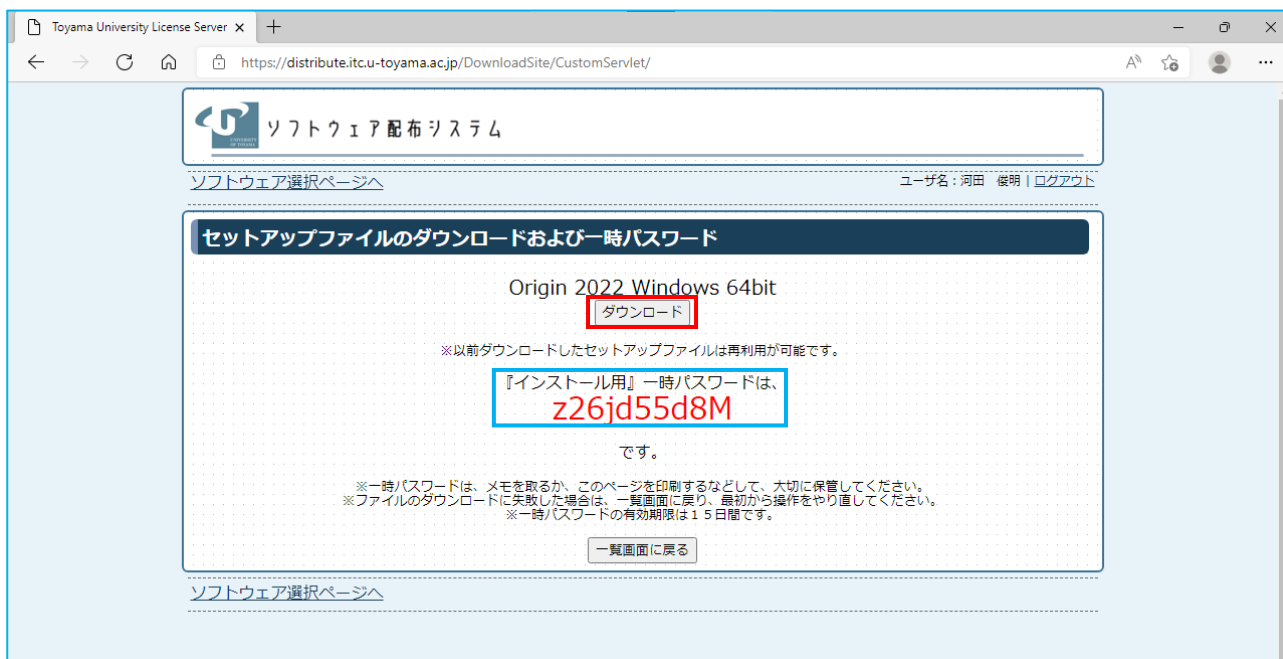 Toyama University License Server
https://distribute.itc.u-toyama.ac.jp/DownloadSite/CustomServlet/
UNIVERSITY
OF TOYAMA
ソフトウェア配布システム
ソフトウェア選択ページへ
ユーザ名：河田　俊明 | ログアウト
セットアップファイルのダウンロードおよび一時パスワード
Origin 2022 Windows 64bit
ダウンロード
※以前ダウンロードしたセットアップファイルは再利用が可能です。
『インストール用』一時パスワードは、
z26jd55d8M
です。
※一時パスワードは、メモを取るか、このページを印刷するなどして、大切に保管してください。
※ファイルのダウンロードに失敗した場合は、一覧画面に戻り、最初から操作をやり直してください。
※一時パスワードの有効期限は１５日間です。
一覧画面に戻る
ソフトウェア選択ページへ